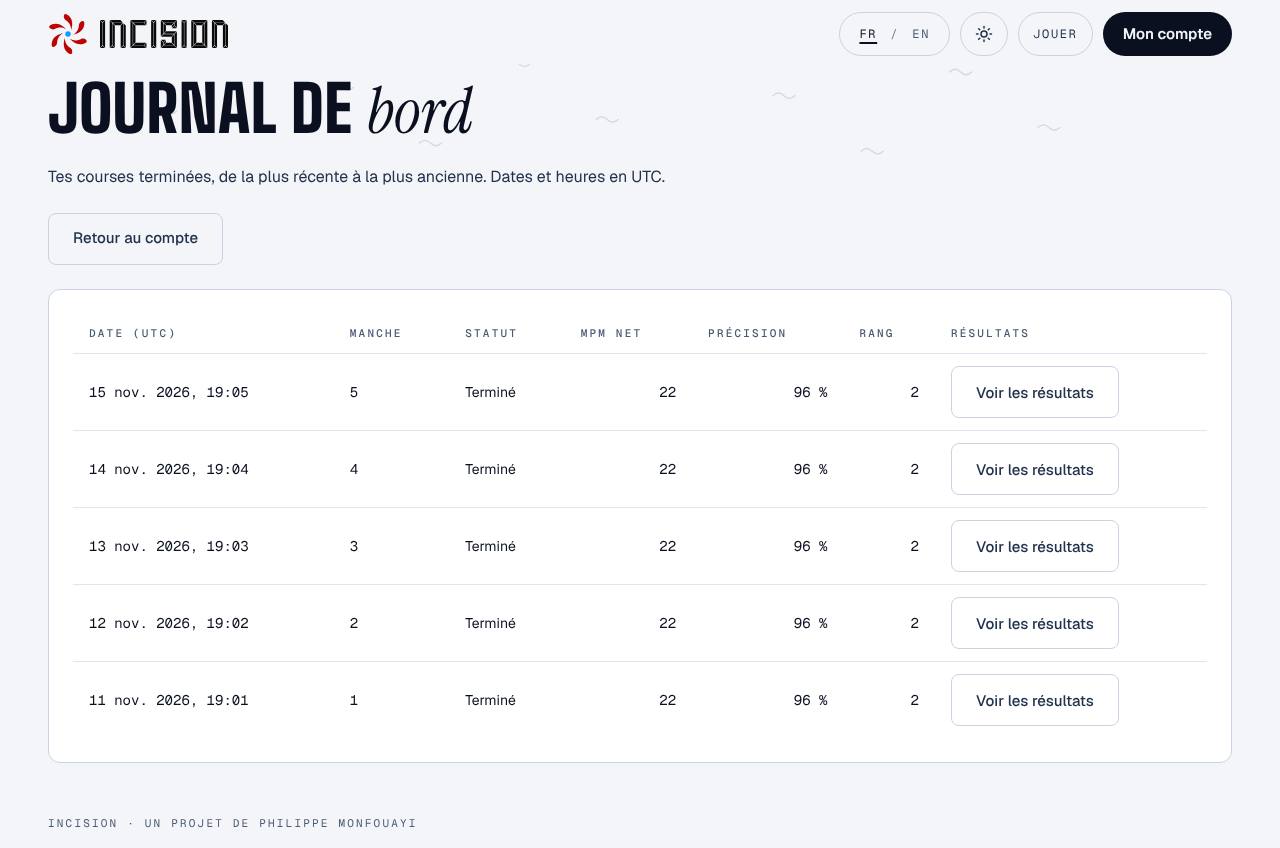 INCISION
FR / EN
JOUER
Mon compte
JOURNAL DE bord
Tes courses terminées, de la plus récente à la plus ancienne. Dates et heures en UTC.
Retour au compte
DATE (UTC) MANCHE STATUT MPM NET PRÉCISION RANG RÉSULTATS
15 nov. 2026, 19:05 5 Terminé 22 96 % 2 Voir les résultats
14 nov. 2026, 19:04 4 Terminé 22 96 % 2 Voir les résultats
13 nov. 2026, 19:03 3 Terminé 22 96 % 2 Voir les résultats
12 nov. 2026, 19:02 2 Terminé 22 96 % 2 Voir les résultats
11 nov. 2026, 19:01 1 Terminé 22 96 % 2 Voir les résultats
INCISION · UN PROJET DE PHILIPPE MONFOUAYI